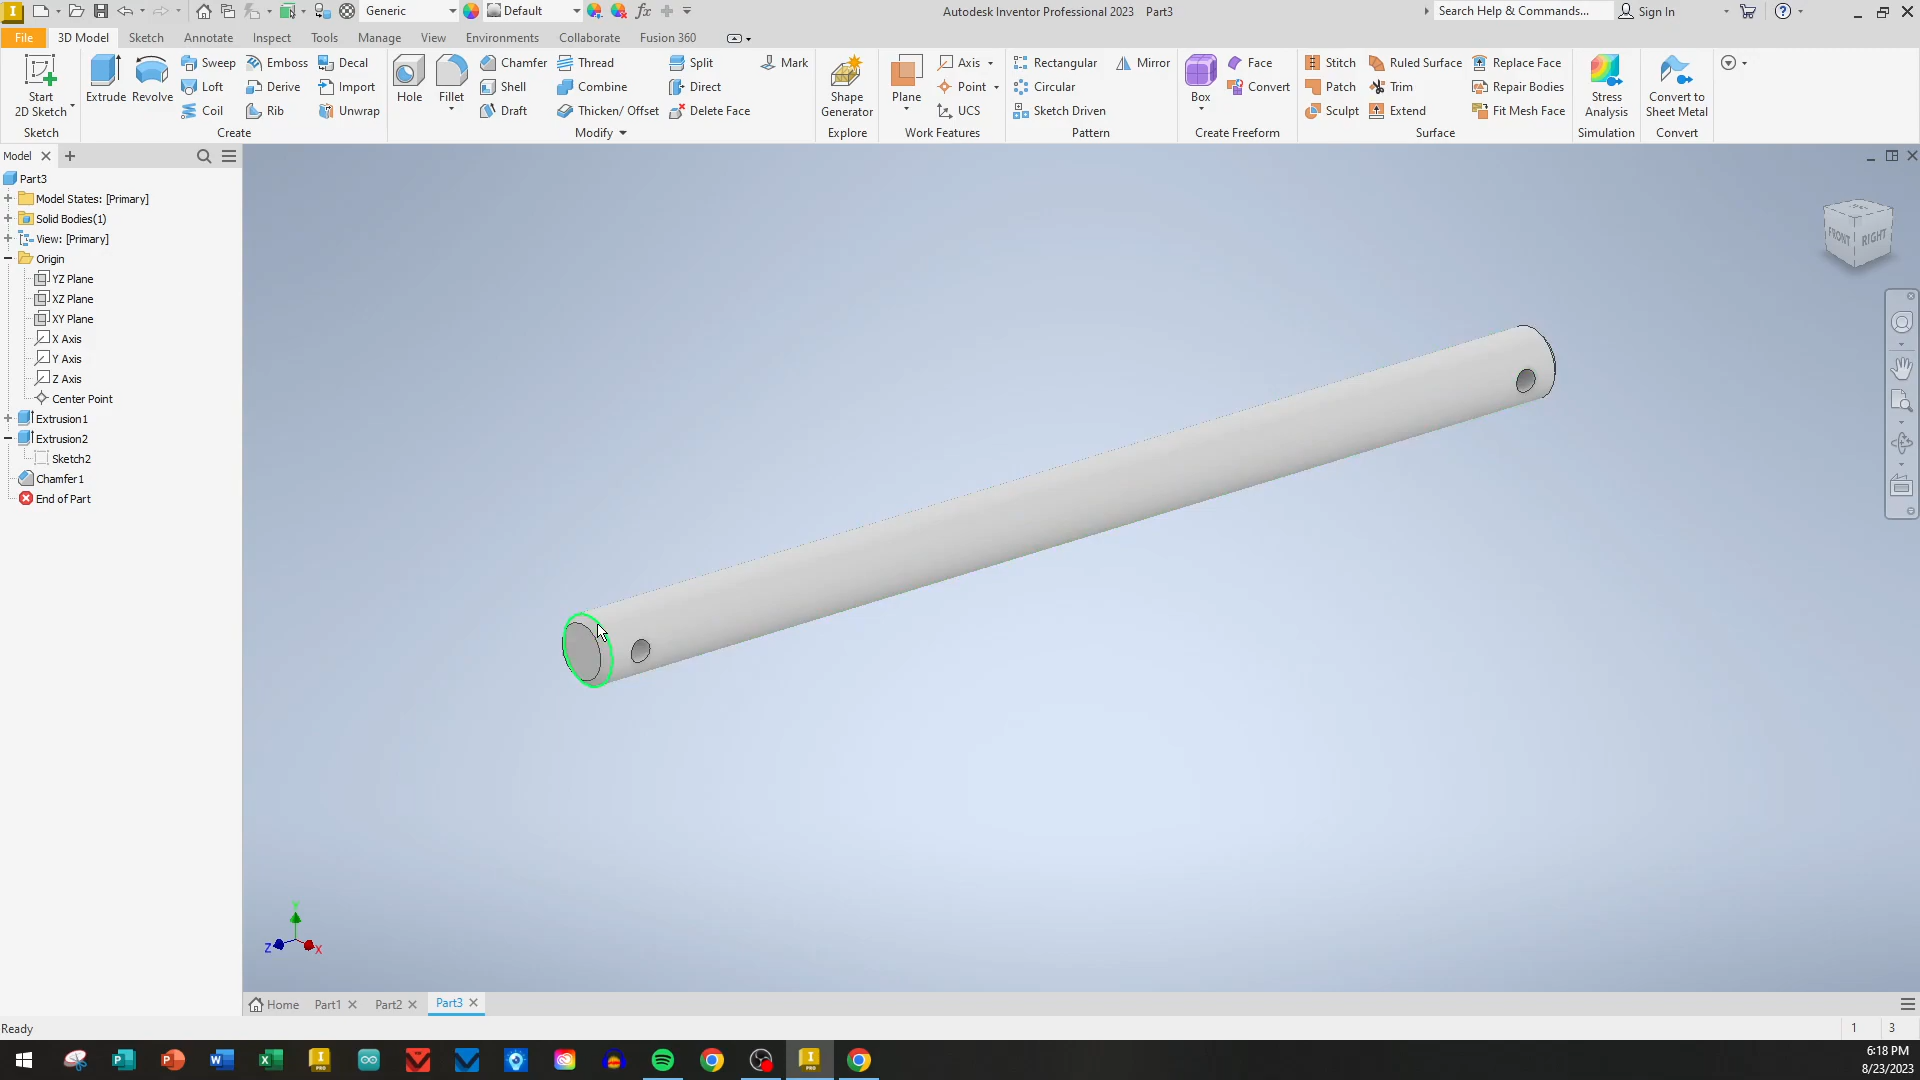 Generic
Default
Autodesk Inventor Professional 2023 Part3
Search Help & Commands...
Sign In
File
3D Model
Sketch
Annotate
Inspect
Tools
Manage
View
Environments
Collaborate
Fusion 360
Start
2D Sketch
Sketch
Extrude
Revolve
Sweep
Loft
Coil
Emboss
Derive
Rib
Decal
Import
Unwrap
Create
Hole
Fillet
Chamfer
Shell
Draft
Thread
Combine
Thicken/ Offset
Split
Direct
Delete Face
Mark
Modify
Shape
Generator
Explore
Plane
Axis
Point
UCS
Work Features
Rectangular
Circular
Sketch Driven
Mirror
Pattern
Box
Face
Convert
Create Freeform
Stitch
Patch
Sculpt
Ruled Surface
Trim
Extend
Replace Face
Repair Bodies
Fit Mesh Face
Surface
Stress
Analysis
Simulation
Convert to
Sheet Metal
Convert
Model
Part3
Model States: [Primary]
Solid Bodies(1)
View: [Primary]
Origin
YZ Plane
XZ Plane
XY Plane
X Axis
Y Axis
Z Axis
Center Point
Extrusion1
Extrusion2
Sketch2
Chamfer1
End of Part
FRONT
RIGHT
Y
Z
X
Home
Part1
Part2
Part3
Ready
1
3
6:18 PM
8/23/2023